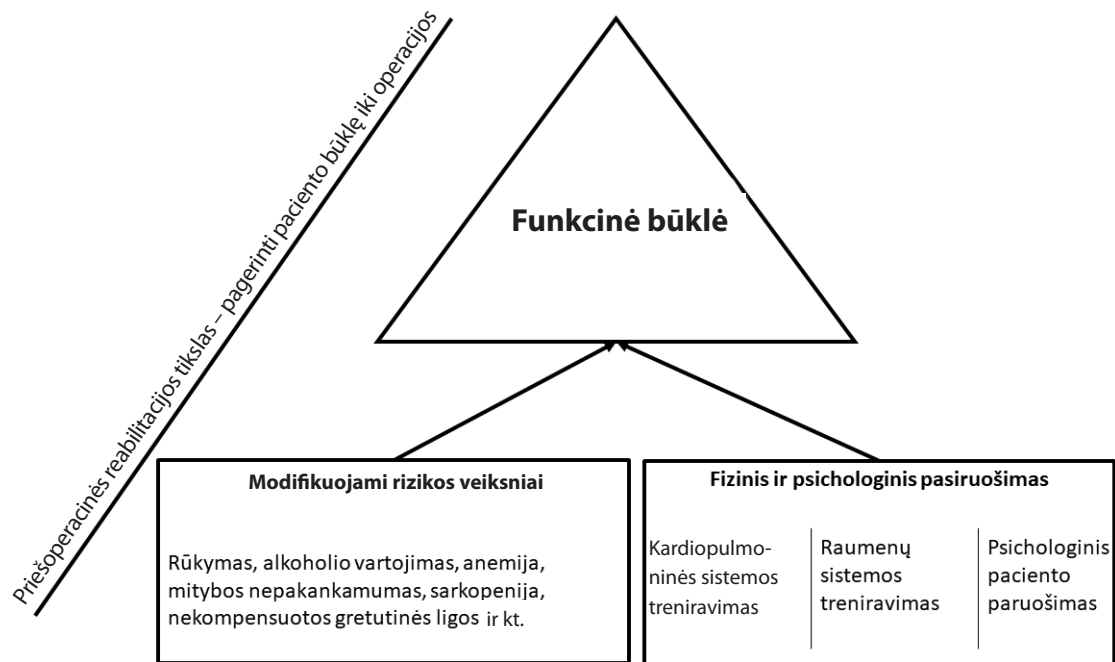 Priešoperacinės reabilitacijos tikslas – pagerinti paciento būklę iki operacijos
Funkcinė būklė
Modifikuojami rizikos veiksniai
Rūkymas, alkoholio vartojimas, anemija,
mitybos nepakankamumas, sarkopenija,
nekompensuotos gretutinės ligos ir kt.
Fizinis ir psichologinis pasiruošimas
Kardiopulmo-
ninės sistemos
treniravimas
Raumenų
sistemos
treniravimas
Psichologinis
paciento
paruošimas